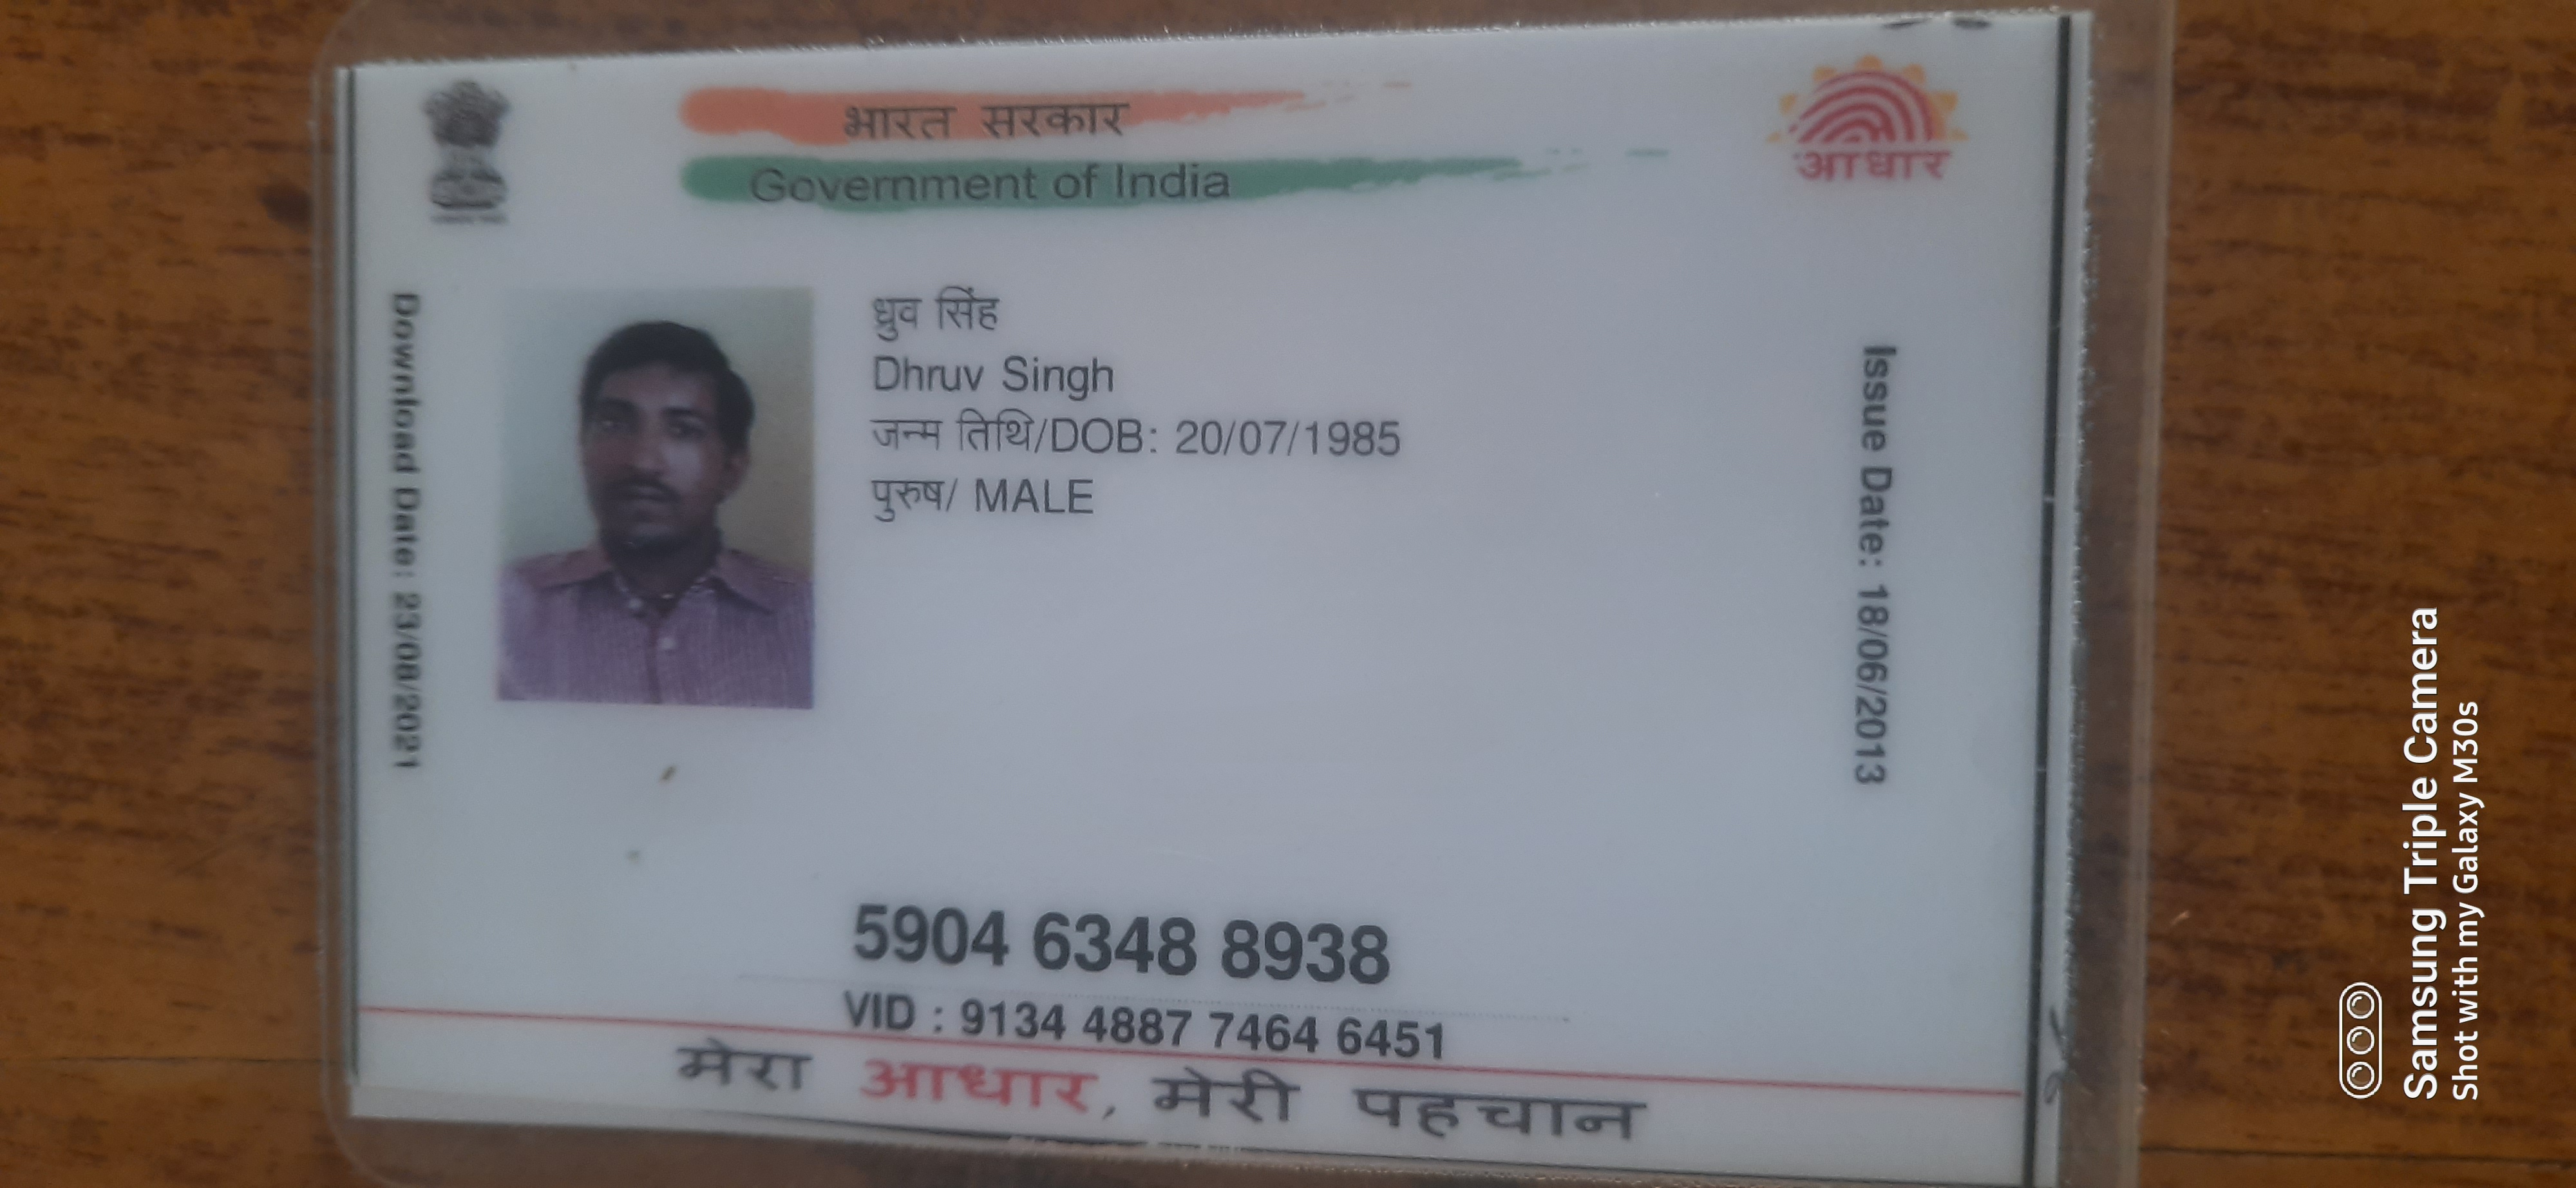 भारत सरकार
Government of India
Download Date: 23/08/2021
ध्रुव सिंह
Dhruv Singh
जन्म तिथि/DOB: 20/07/1985
पुरुष/ MALE
Issue Date: 18/06/2013
आधार
5904 6348 8938
VID : 9134 4887 7464 6451
मेरा आधार, मेरी पहचान
Samsung Triple Camera
Shot with my Galaxy M30s